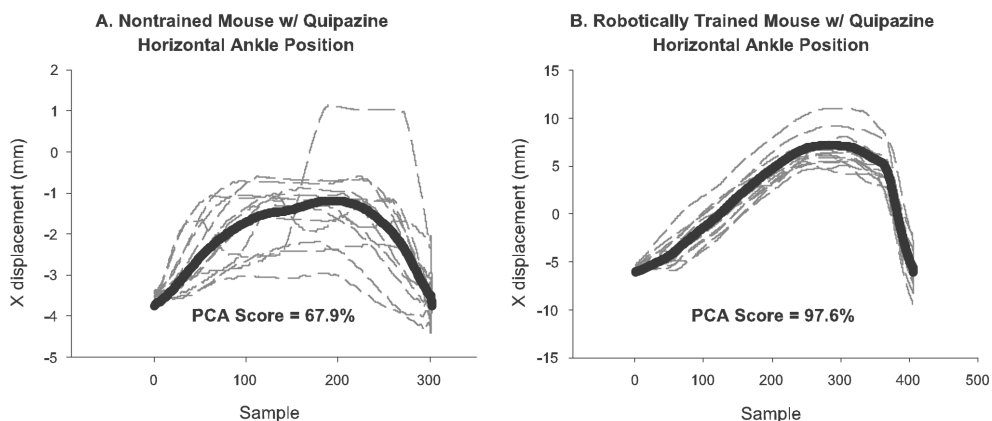 A. Nontrained Mouse w/ Quipazine
Horizontal Ankle Position
2
1
0
-1
-2
-3
-4
-5
X displacement (mm)
PCA Score = 67.9%
0
100
200
300
Sample
B. Robotically Trained Mouse w/ Quipazine
Horizontal Ankle Position
15
10
5
0
-5
-10
-15
X displacement (mm)
PCA Score = 97.6%
0
100
200
300
400
500
Sample